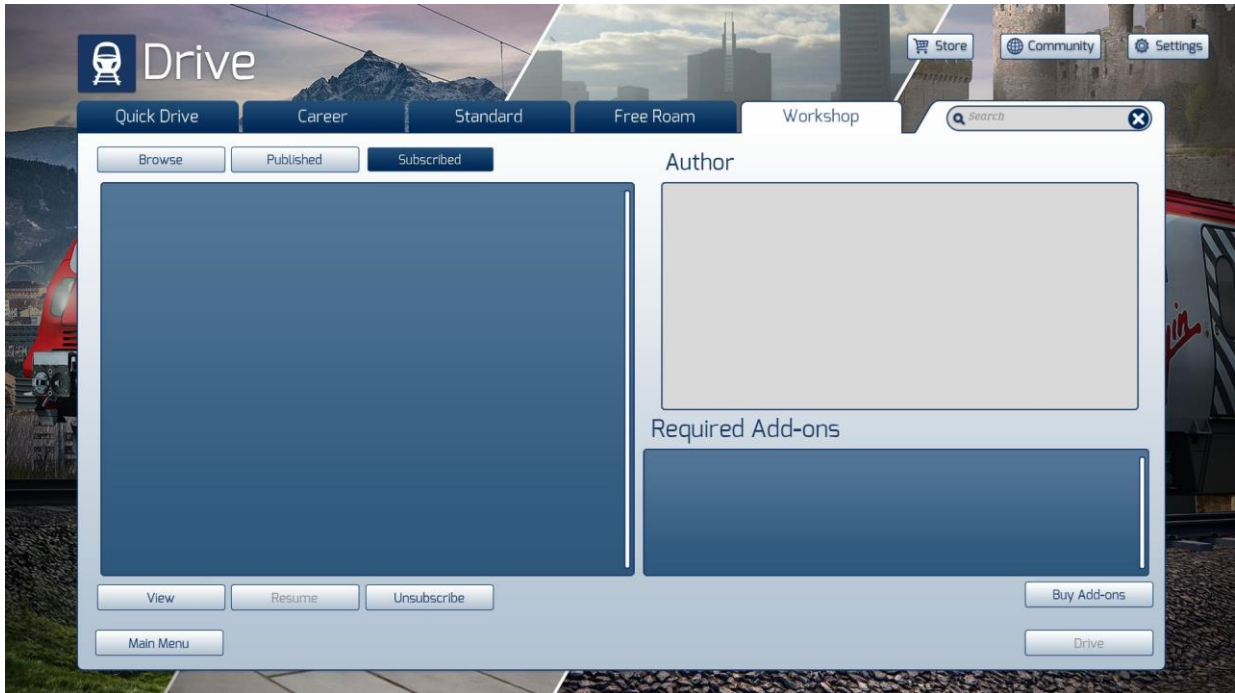 Drive
Store
Community
Settings
Quick Drive
Career
Standard
Free Roam
Workshop
Search
Browse
Published
Subscribed
Author
Required Add-ons
View
Resume
Unsubscribe
Buy Add-ons
Main Menu
Drive